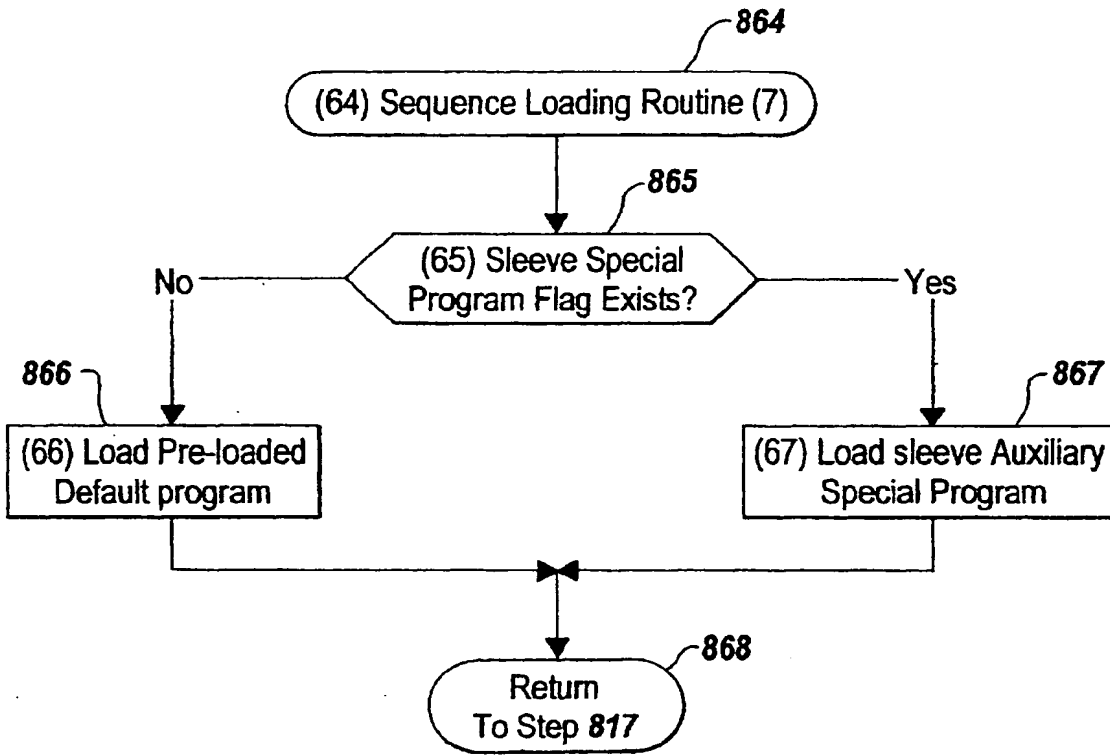 864
(64) Sequence Loading Routine (7)
865
(65) Sleeve Special
Program Flag Exists?
No
Yes
866
(66) Load Pre-loaded
Default program
867
(67) Load sleeve Auxiliary
Special Program
868
Return
To Step 817